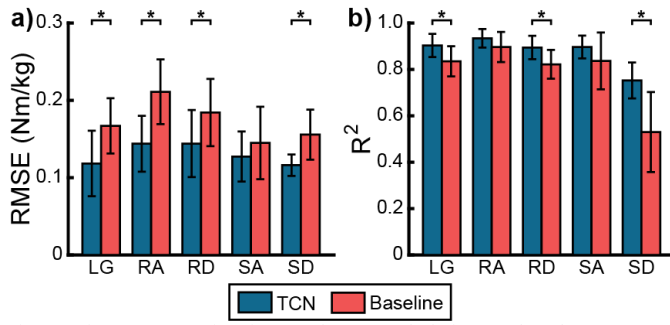 a)
RMSE (Nm/kg)
0.3
0.2
0.1
0
* * * *
LG RA RD SA SD
b)
R²
1.0
0.8
0.6
0.4
0.2
0
* * *
LG RA RD SA SD
TCN Baseline